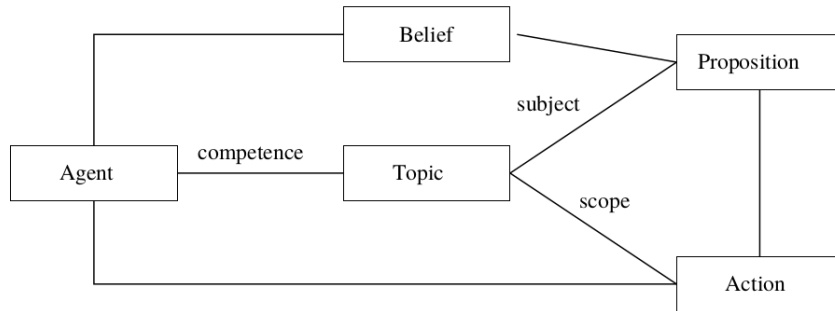 Belief
Proposition
subject
competence
Agent
Topic
scope
Action